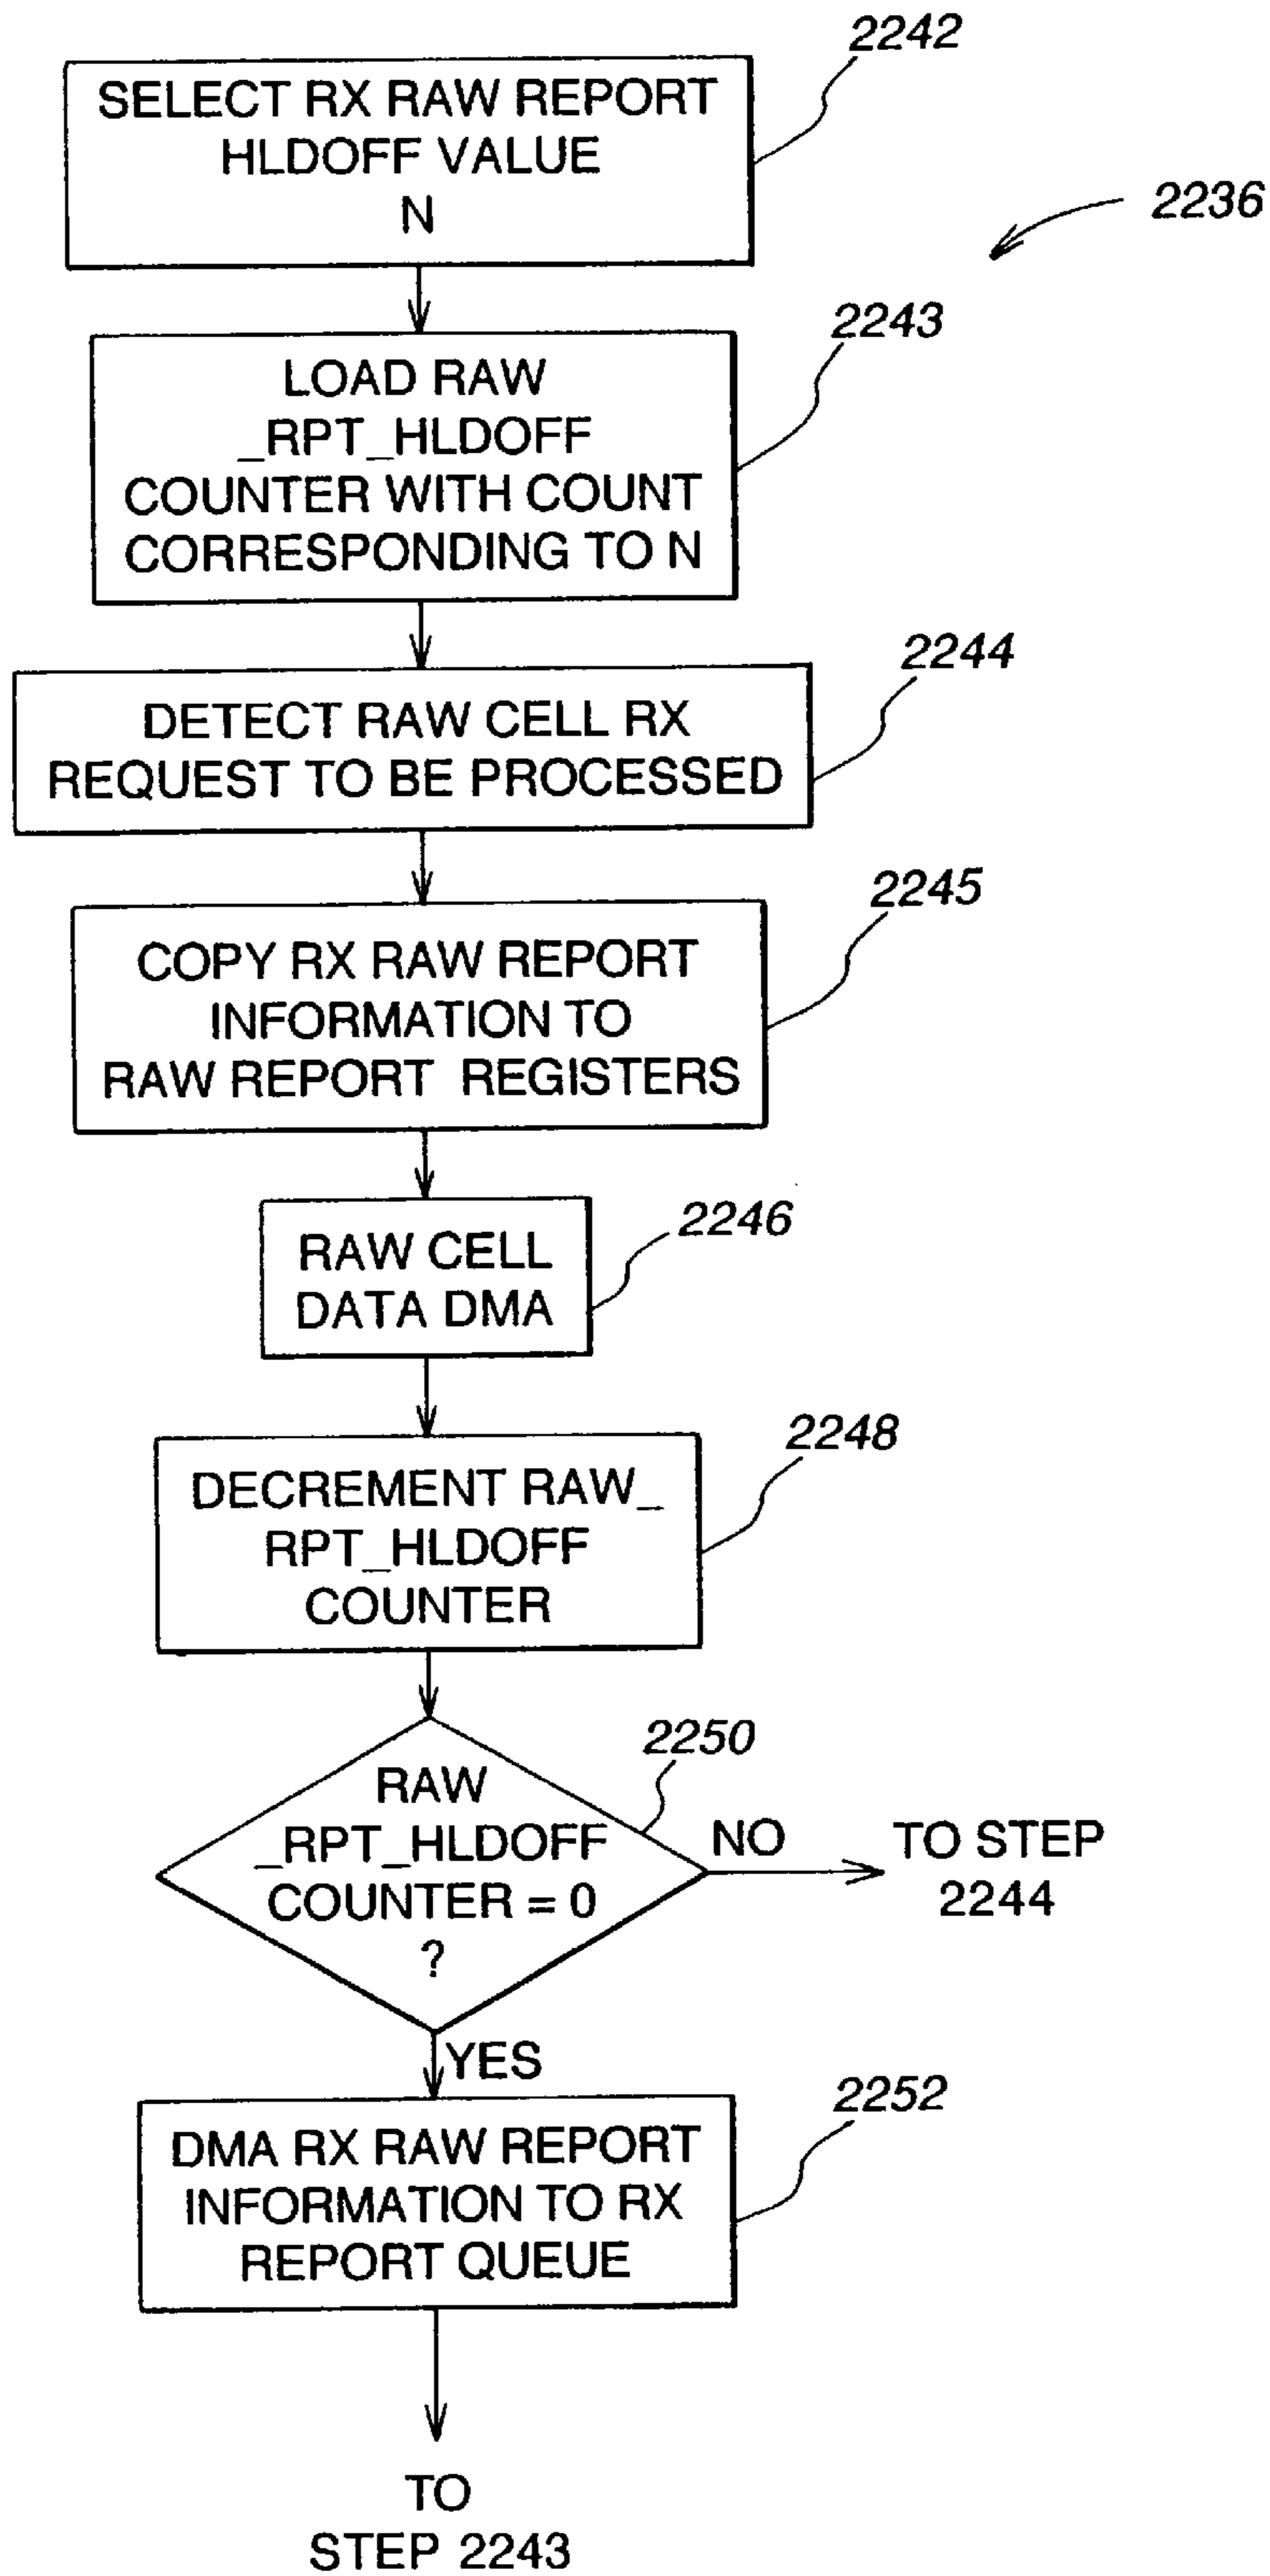 2242
SELECT RX RAW REPORT
HLDOFF VALUE
N
2236
2243
LOAD RAW
_RPT_HLDOFF
COUNTER WITH COUNT
CORRESPONDING TO N
2244
DETECT RAW CELL RX
REQUEST TO BE PROCESSED
2245
COPY RX RAW REPORT
INFORMATION TO
RAW REPORT REGISTERS
2246
RAW CELL
DATA DMA
2248
DECREMENT RAW_
RPT_HLDOFF
COUNTER
2250
RAW
_RPT_HLDOFF
COUNTER = 0
?
NO
TO STEP
2244
YES
2252
DMA RX RAW REPORT
INFORMATION TO RX
REPORT QUEUE
TO
STEP 2243